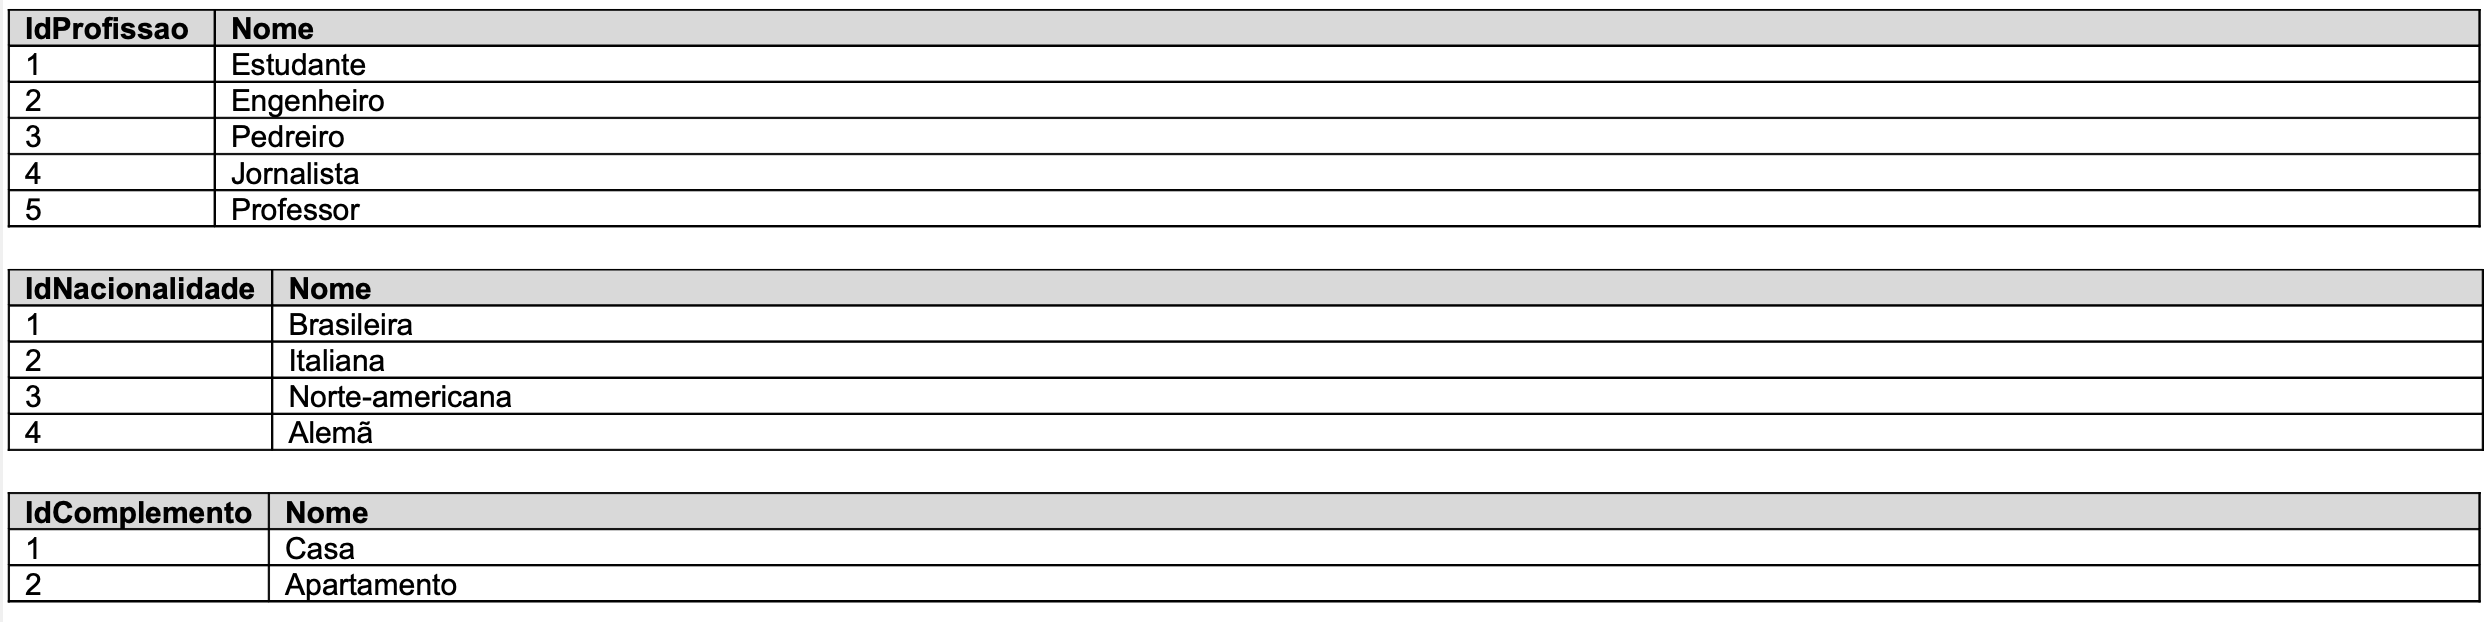 IdProfissao Nome
1 Estudante
2 Engenheiro
3 Pedreiro
4 Jornalista
5 Professor
IdNacionalidade Nome
1 Brasileira
2 Italiana
3 Norte-americana
4 Alemã
IdComplemento Nome
1 Casa
2 Apartamento